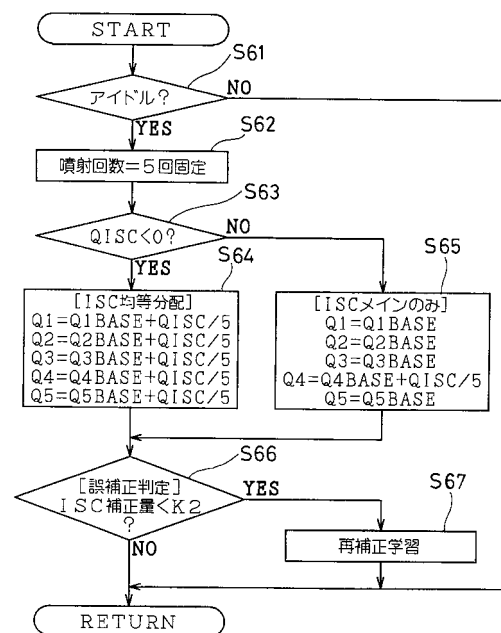 START
S61
アイドル?
NO
YES
S62
噴射回数=5回固定
S63
QISC<0?
NO
YES
S64
[ISC均等分配]
Q1=Q1BASE+QISC/5
Q2=Q2BASE+QISC/5
Q3=Q3BASE+QISC/5
Q4=Q4BASE+QISC/5
Q5=Q5BASE+QISC/5
S65
[ISCメインのみ]
Q1=Q1BASE
Q2=Q2BASE
Q3=Q3BASE
Q4=Q4BASE+QISC/5
Q5=Q5BASE
S66
[誤補正判定]
ISC補正量<K2
?
YES
NO
S67
再補正学習
RETURN